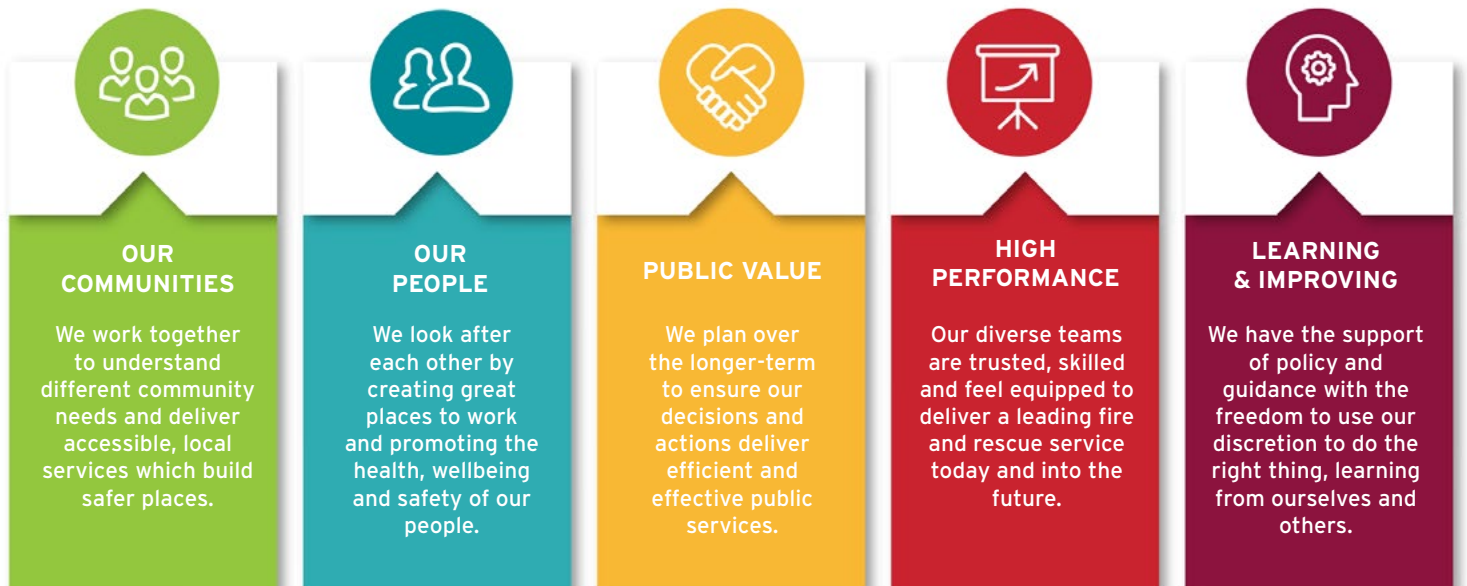 OUR
COMMUNITIES
We work together
to understand
different community
needs and deliver
accessible, local
services which build
safer places.
OUR
PEOPLE
We look after
each other by
creating great
places to work
and promoting the
health, wellbeing
and safety of our
people.
PUBLIC VALUE
We plan over
the longer-term
to ensure our
decisions and
actions deliver
efficient and
effective public
services.
HIGH
PERFORMANCE
Our diverse teams
are trusted, skilled
and feel equipped to
deliver a leading fire
and rescue service
today and into the
future.
LEARNING
& IMPROVING
We have the support
of policy and
guidance with the
freedom to use our
discretion to do the
right thing, learning
from ourselves and
others.